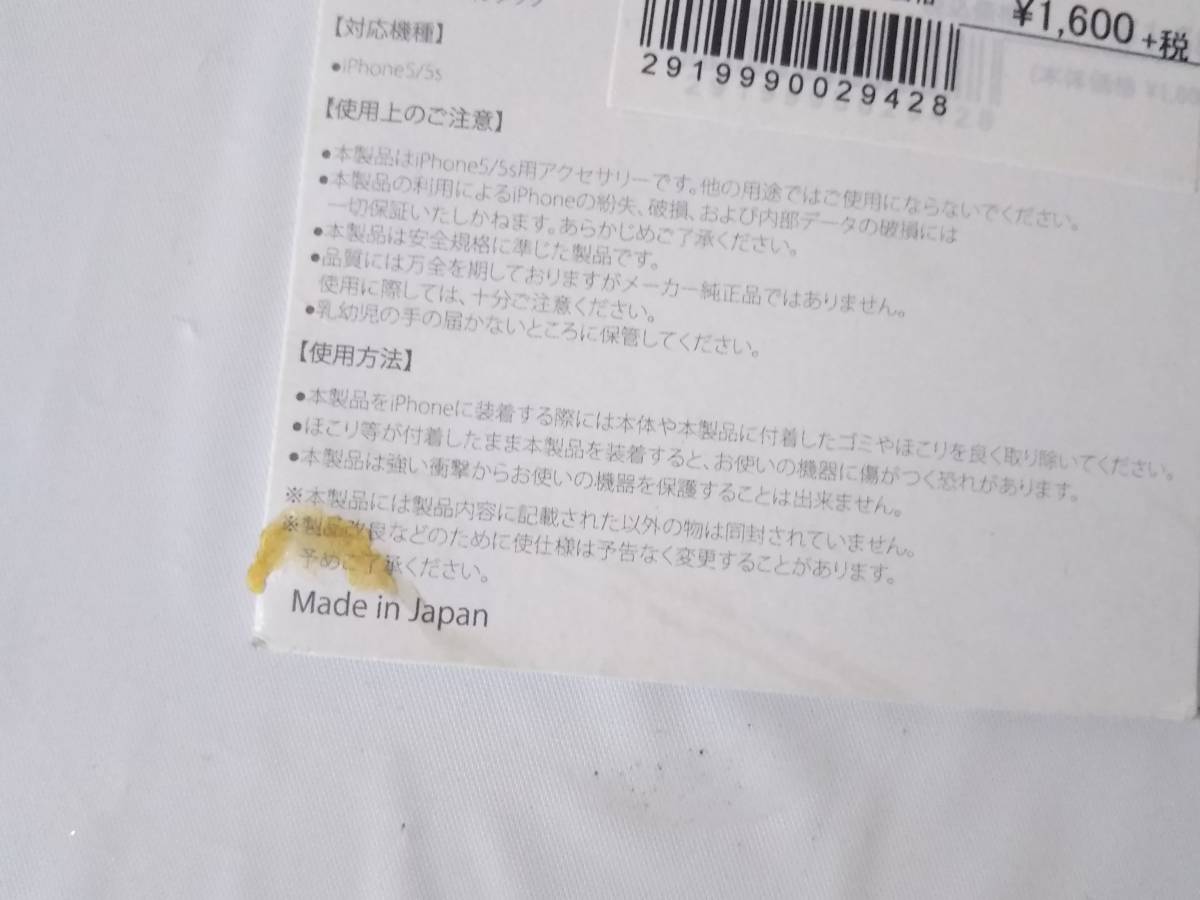 ¥1,600+税
2919990029428
【対応機種】
●iPhone5/5s
【使用上のご注意】
●本製品はiPhone5/5s用アクセサリーです。他の用途ではご使用にならないでください。
●本製品の利用によるiPhoneの紛失、破損、および内部データの破損には
一切保証いたしかねます。あらかじめご了承ください。
●本製品は安全規格に準じた製品です。
●品質には万全を期しておりますがメーカー純正品ではありません。
使用に際しては、十分ご注意ください。
●乳幼児の手の届かないところに保管してください。
【使用方法】
●本製品をiPhoneに装着する際には本体や本製品に付着したゴミやほこりを良く取り除いてください。
●ほこり等が付着したまま本製品を装着すると、お使いの機器に傷がつく恐れがあります。
●本製品は強い衝撃からお使いの機器を保護することは出来ません。
※本製品には製品内容に記載された以外の物は同封されていません。
※製品改良などのために使仕様は予告なく変更することがあります。
予めご了承ください。
Made in Japan